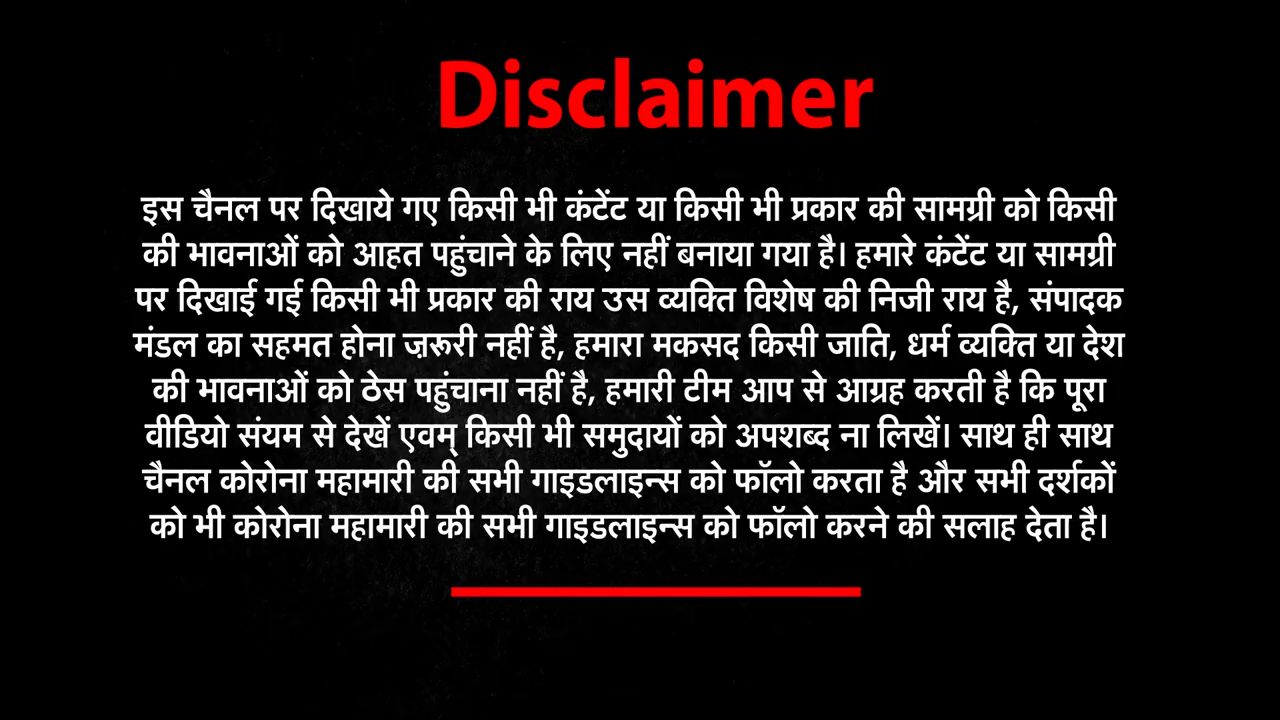 Disclaimer
इस चैनल पर दिखाये गए किसी भी कंटेंट या किसी भी प्रकार की सामग्री को किसी
की भावनाओं को आहत पहुंचाने के लिए नहीं बनाया गया है। हमारे कंटेंट या सामग्री
पर दिखाई गई किसी भी प्रकार की राय उस व्यक्ति विशेष की निजी राय है, संपादक
मंडल का सहमत होना ज़रूरी नहीं है, हमारा मकसद किसी जाति, धर्म व्यक्ति या देश
की भावनाओं को ठेस पहुंचाना नहीं है, हमारी टीम आप से आग्रह करती है कि पूरा
वीडियो संयम से देखें एवम् किसी भी समुदायों को अपशब्द ना लिखें। साथ ही साथ
चैनल कोरोना महामारी की सभी गाइडलाइन्स को फॉलो करता है और सभी दर्शकों
को भी कोरोना महामारी की सभी गाइडलाइन्स को फॉलो करने की सलाह देता है।